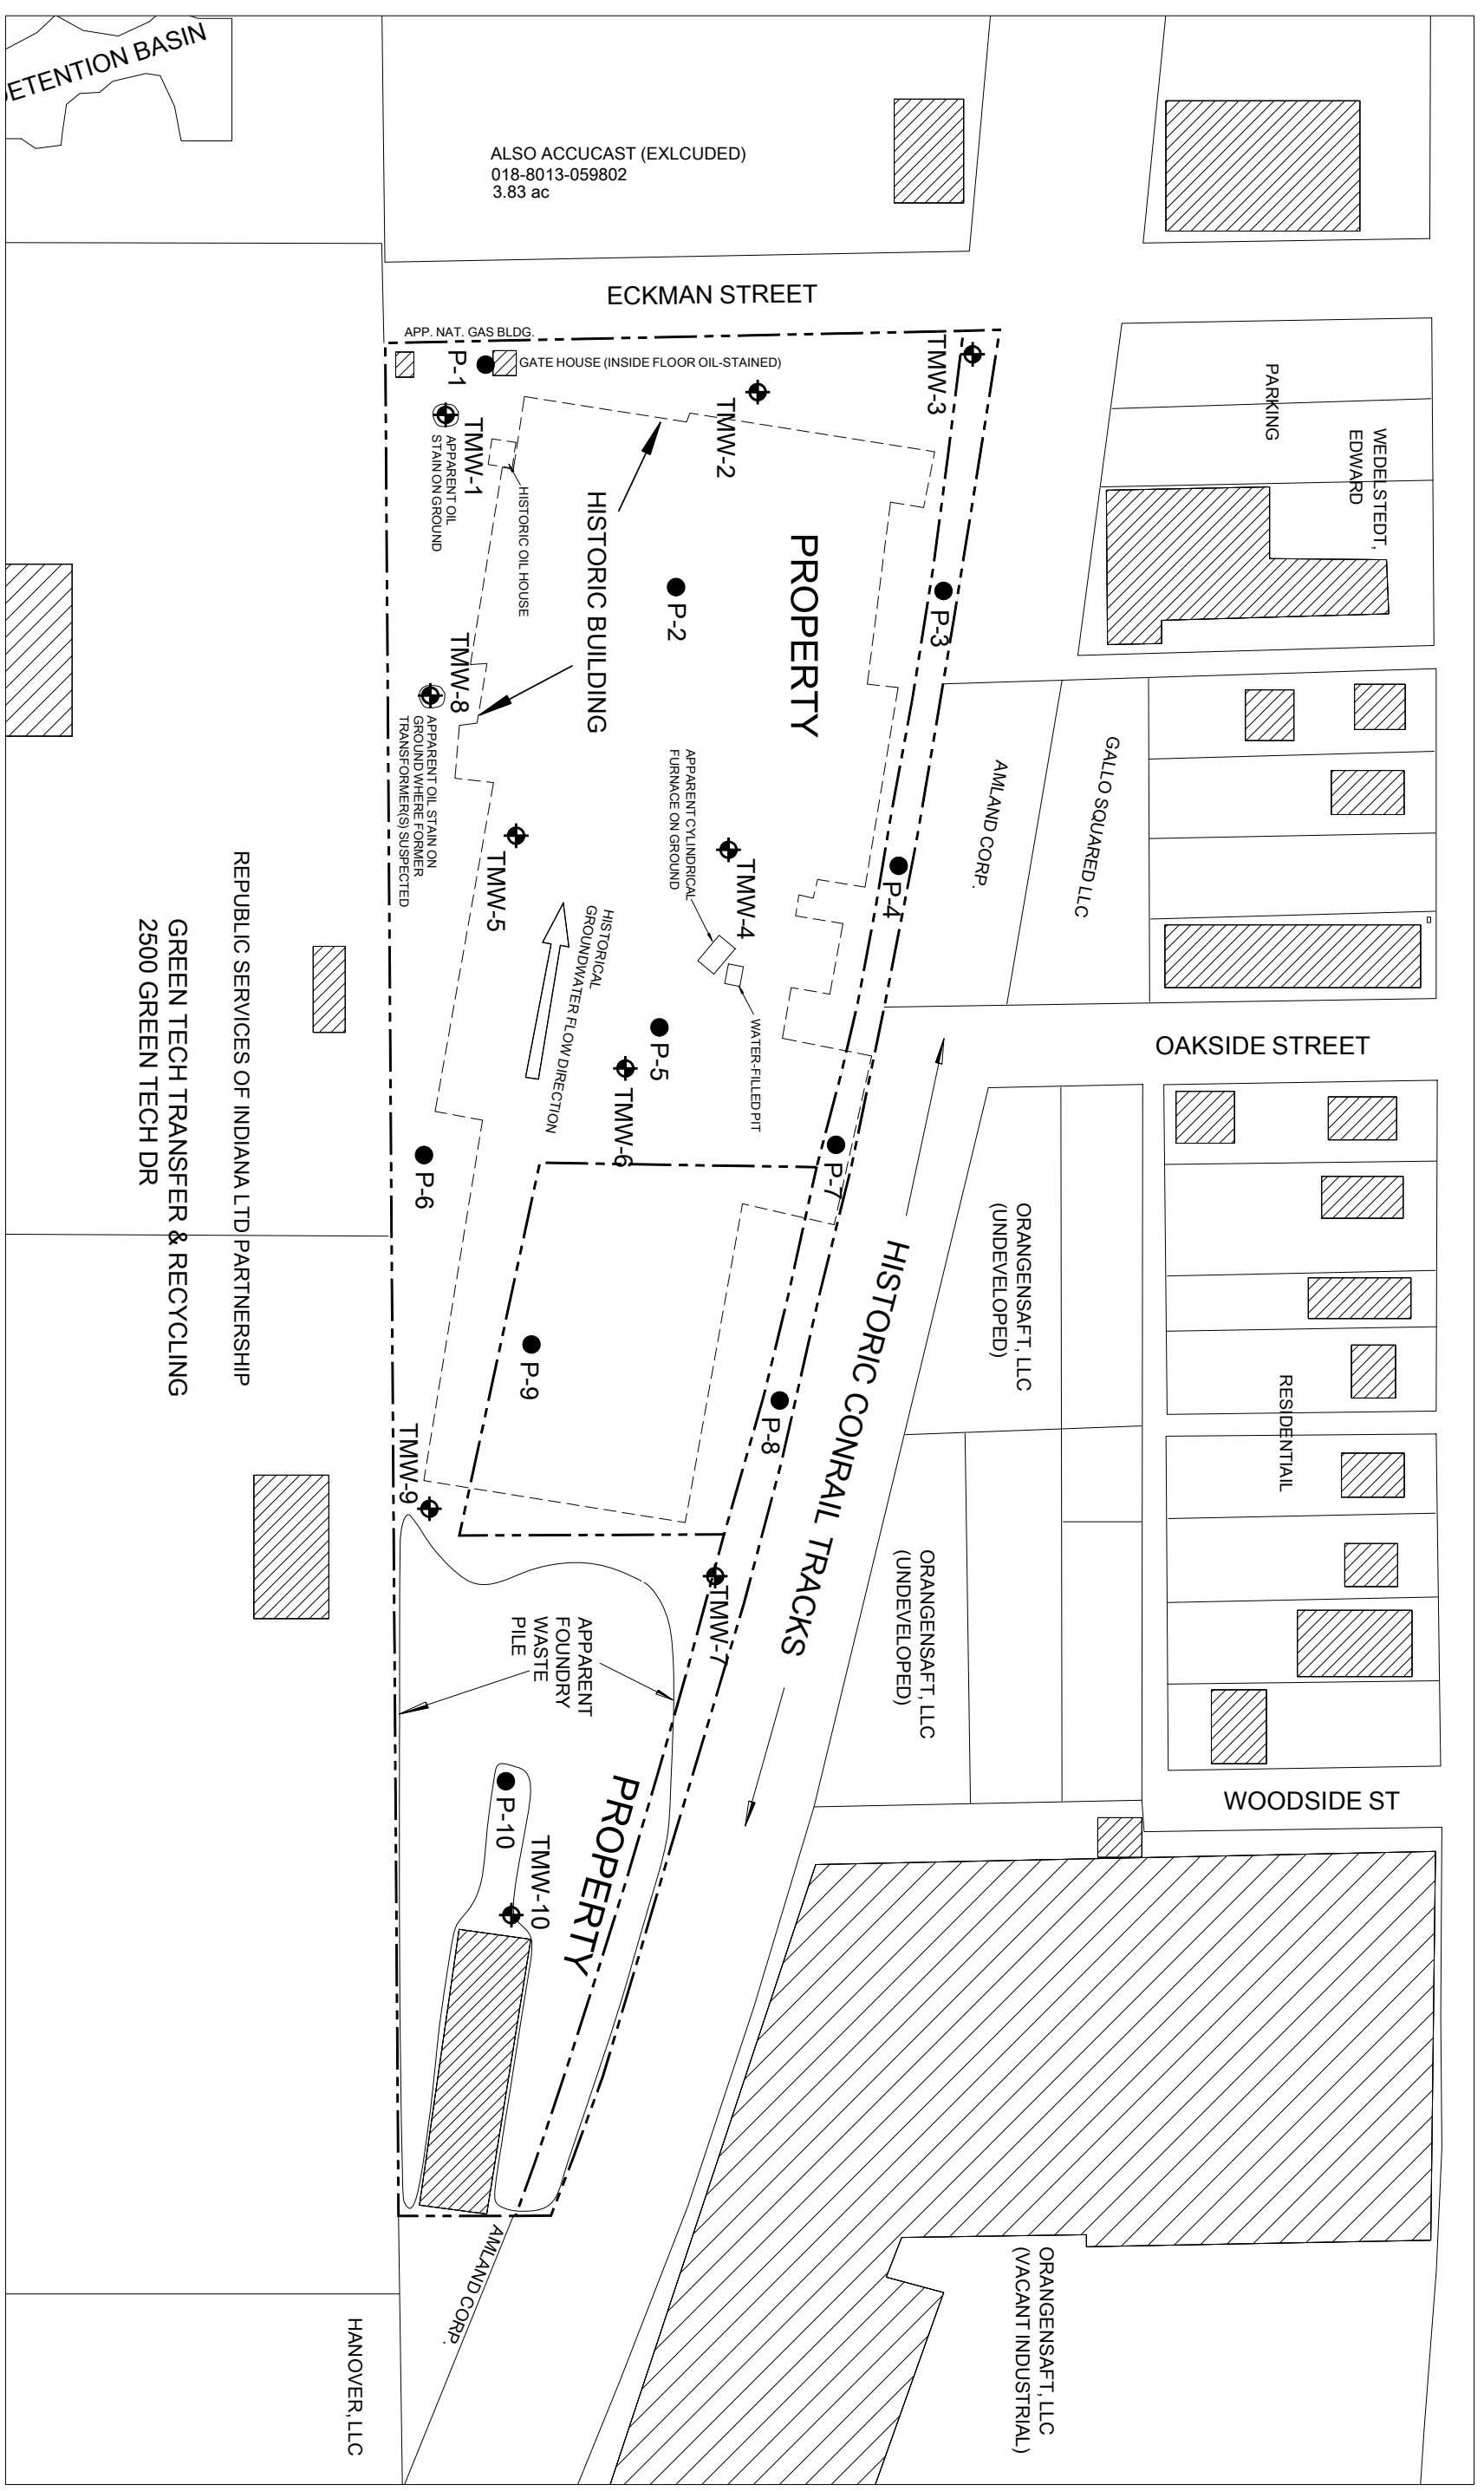 DETENTION BASIN
ALSO ACCUCAST (EXLCUDED)
018-8013-059802
3.83 ac
ECKMAN STREET
APP. NAT. GAS BLDG.
GATE HOUSE (INSIDE FLOOR OIL-STAINED)
P-1
TMW-1
APPARENT OIL
STAIN ON GROUND
HISTORIC OIL HOUSE
TMW-2
TMW-3
PARKING
WEDELSTEDT,
EDWARD
HISTORIC BUILDING
PROPERTY
P-2
P-3
TMW-8
APPARENT OIL STAIN ON
GROUND WHERE FORMER
TRANSFORMER(S) SUSPECTED
APPARENT CYLINDRICAL
FURNACE ON GROUND
AMLAND CORP.
GALLO SQUARED LLC
TMW-5
TMW-4
P-4
HISTORICAL
GROUNDWATER FLOW DIRECTION
WATER-FILLED PIT
P-5
TMW-6
OAKSIDE STREET
P-6
P-7
REPUBLIC SERVICES OF INDIANA LTD PARTNERSHIP
GREEN TECH TRANSFER & RECYCLING
2500 GREEN TECH DR
HISTORIC CONRAIL TRACKS
ORANGENSAFT, LLC
(UNDEVELOPED)
RESIDENTIAIL
P-9
P-8
TMW-9
TMW-7
ORANGENSAFT, LLC
(UNDEVELOPED)
APPARENT
FOUNDRY
WASTE
PILE
PROPERTY
P-10
TMW-10
WOODSIDE ST
AMLAND CORP.
ORANGENSAFT, LLC
(VACANT INDUSTRIAL)
HANOVER, LLC